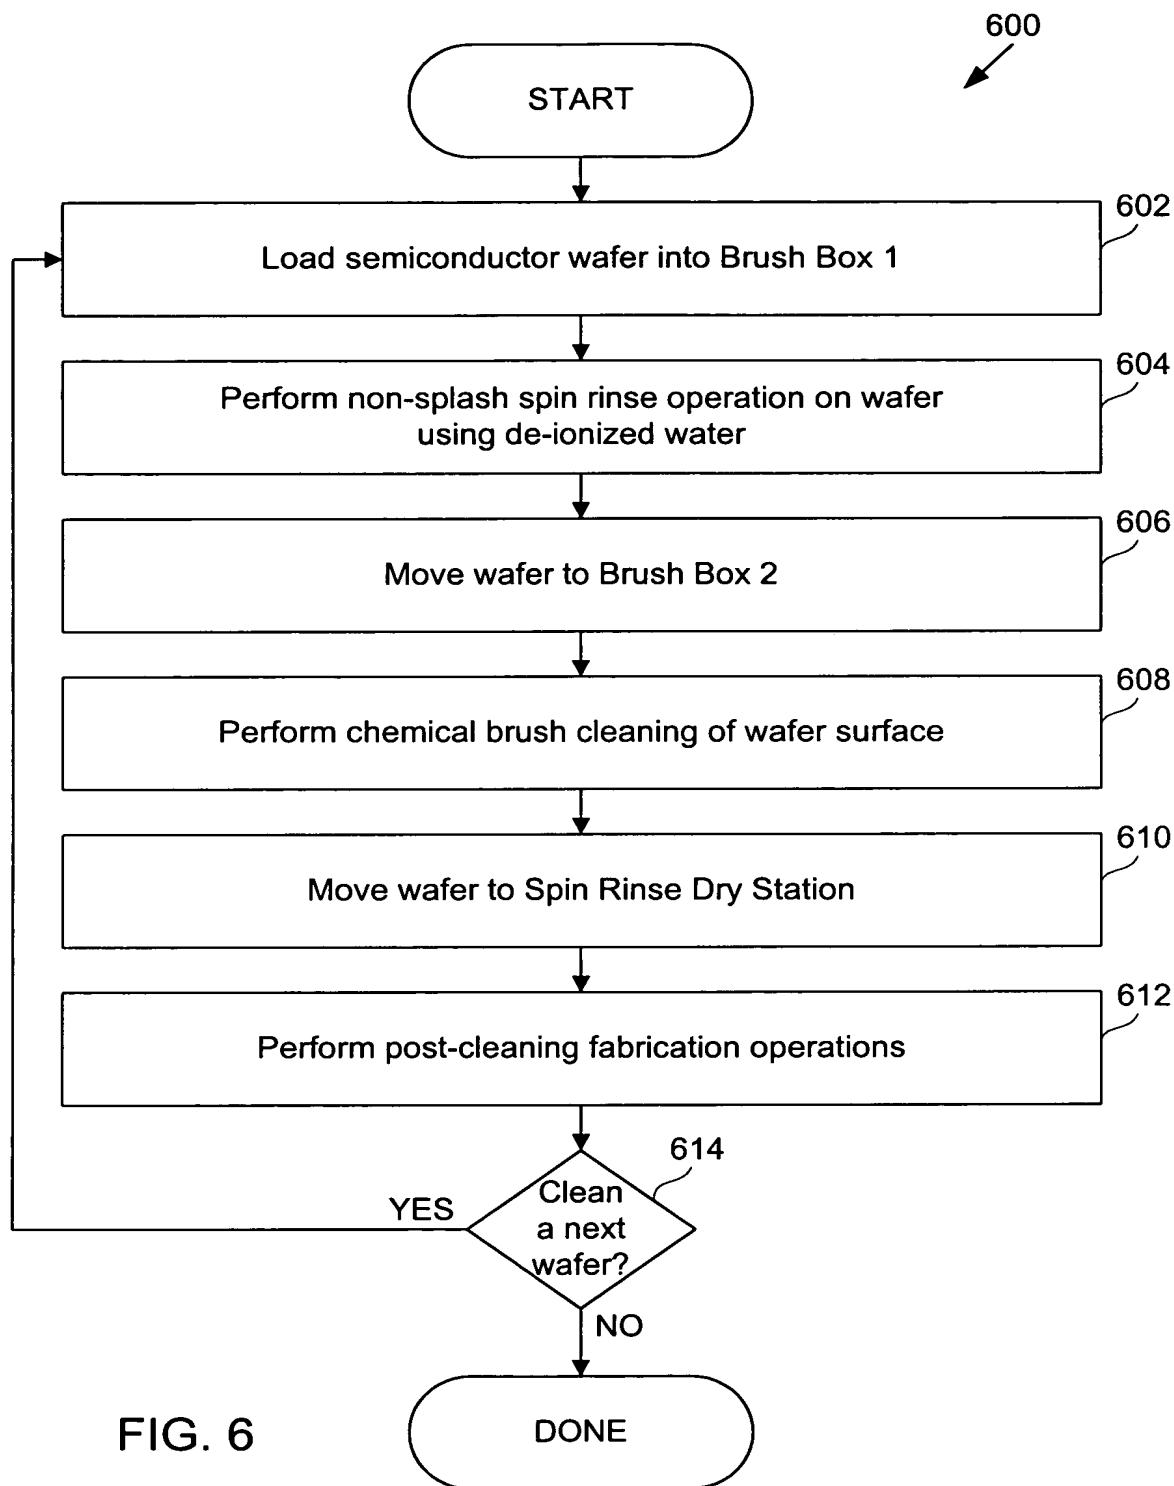 600
START
602
Load semiconductor wafer into Brush Box 1
604
Perform non-splash spin rinse operation on wafer
using de-ionized water
606
Move wafer to Brush Box 2
608
Perform chemical brush cleaning of wafer surface
610
Move wafer to Spin Rinse Dry Station
612
Perform post-cleaning fabrication operations
614
YES
Clean
a next
wafer?
NO
DONE
FIG. 6